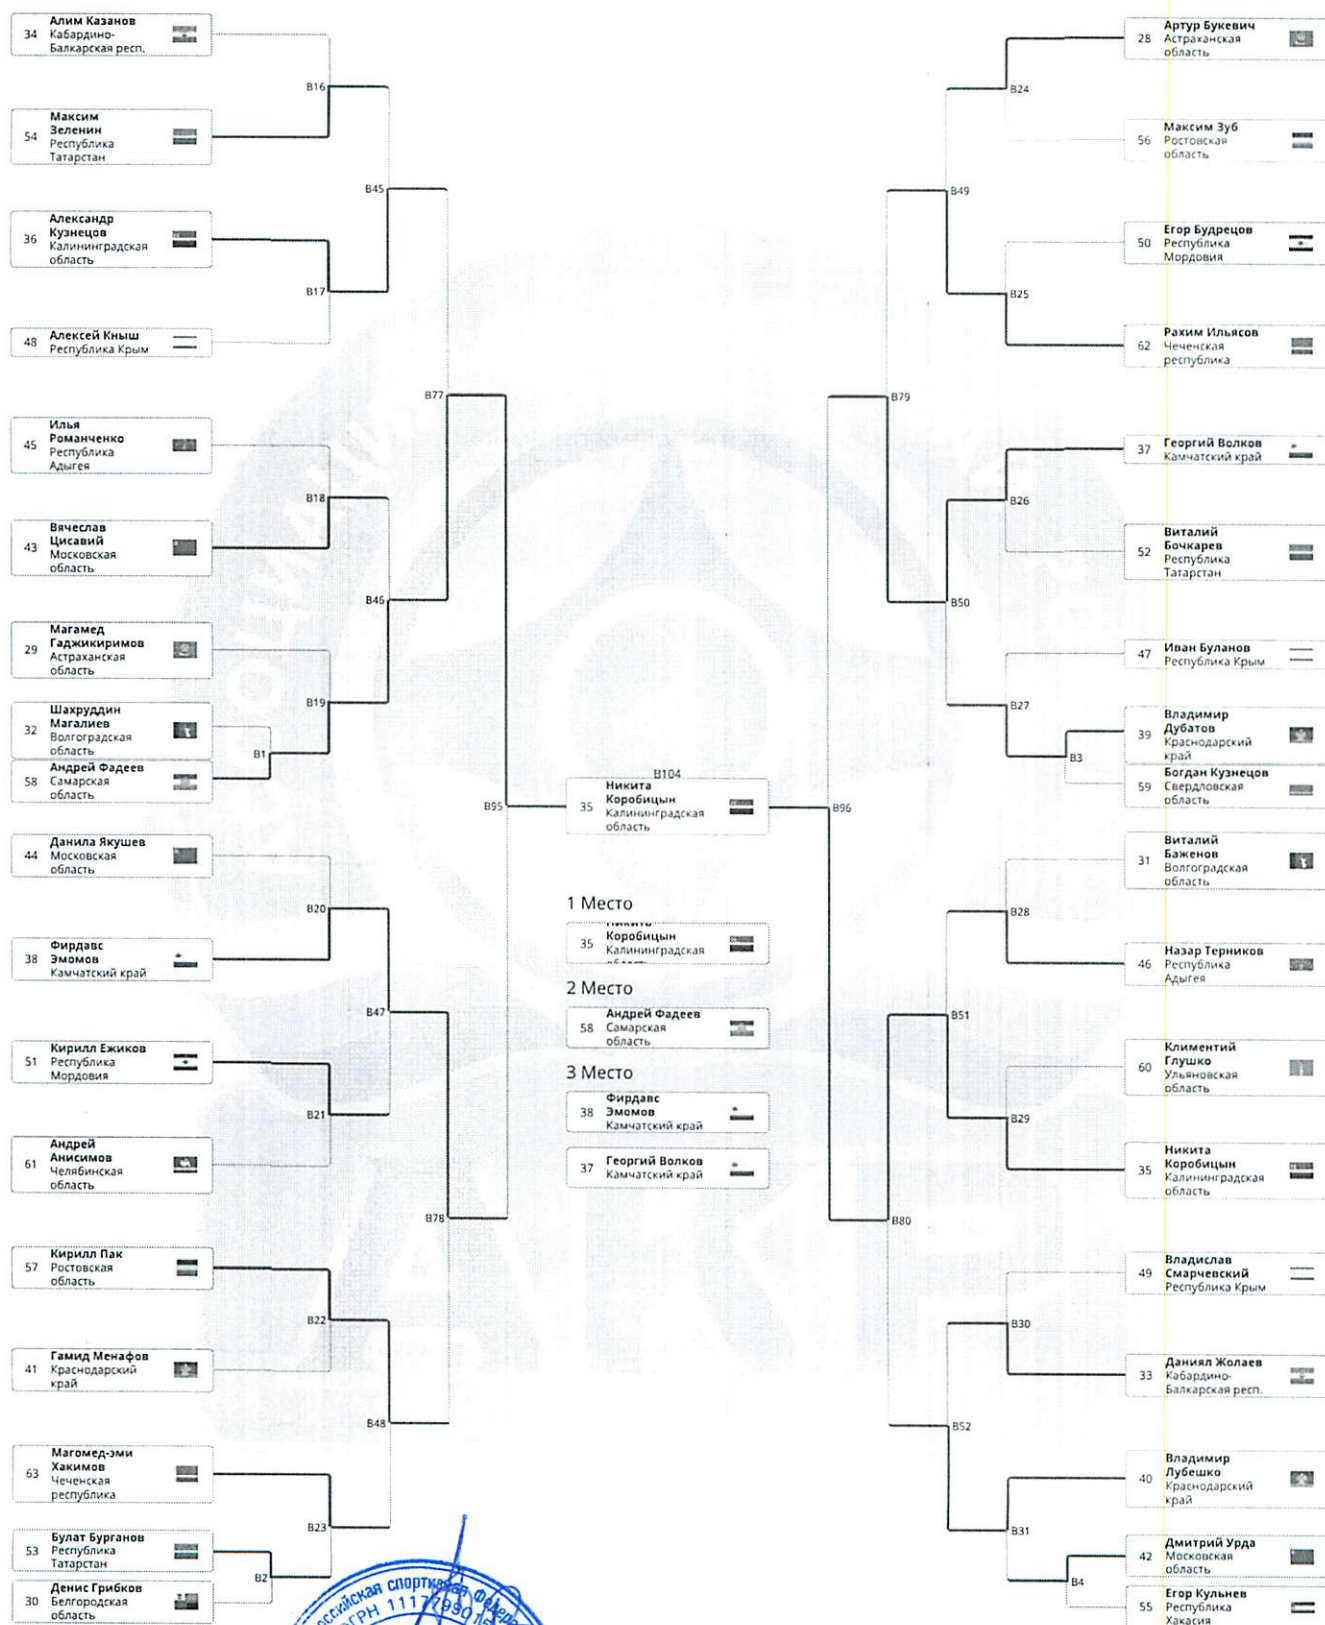 34
Алим Казанов
Кабардино-
Балкарская респ.
B16
54
Максим
Зеленин
Республика
Татарстан
B45
36
Александр
Кузнецов
Калининградская
область
B17
48
Алексей Кныш
Республика Крым
B77
45
Илья
Романченко
Республика
Адыгея
B18
43
Вячеслав
Цисавий
Московская
область
B46
29
Магамед
Гаджикиримов
Астраханская
область
B19
32
Шахруддин
Магалиев
Волгоградская
область
B1
58
Андрей Фадеев
Самарская
область
B95
44
Данила Якушев
Московская
область
B20
38
Фирдавс
Эмомов
Камчатский край
B47
51
Кирилл Ежиков
Республика
Мордовия
B21
61
Андрей
Анисимов
Челябинская
область
B78
57
Кирилл Пак
Ростовская
область
B22
41
Гамид Менафов
Краснодарский
край
B48
63
Магомед-эми
Хакимов
Чеченская
республика
B23
53
Булат Бурганов
Республика
Татарстан
B2
30
Денис Грибков
Белгородская
область
B104
35
Никита
Коробицын
Калининградская
область
1 Место
35
Никита
Коробицын
Калининградская
область
2 Место
58
Андрей Фадеев
Самарская
область
3 Место
38
Фирдавс
Эмомов
Камчатский край
37
Георгий Волков
Камчатский край
28
Артур Букевич
Астраханская
область
B24
56
Максим Зуб
Ростовская
область
B49
50
Егор Будрецов
Республика
Мордовия
B25
62
Рахим Ильясов
Чеченская
республика
B79
37
Георгий Волков
Камчатский край
B26
52
Виталий
Бочкарев
Республика
Татарстан
B50
47
Иван Буланов
Республика Крым
B27
39
Владимир
Дубатов
Краснодарский
край
B3
59
Богдан Кузнецов
Свердловская
область
B96
31
Виталий
Баженов
Волгоградская
область
B28
46
Назар Терников
Республика
Адыгея
B51
60
Климентий
Глушко
Ульяновская
область
B29
35
Никита
Коробицын
Калининградская
область
B80
49
Владислав
Смарчевский
Республика Крым
B30
33
Даниял Жолаев
Кабардино-
Балкарская респ.
B52
40
Владимир
Лубешко
Краснодарский
край
B31
42
Дмитрий Урда
Московская
область
B4
55
Егор Кульнев
Республика
Хакасия